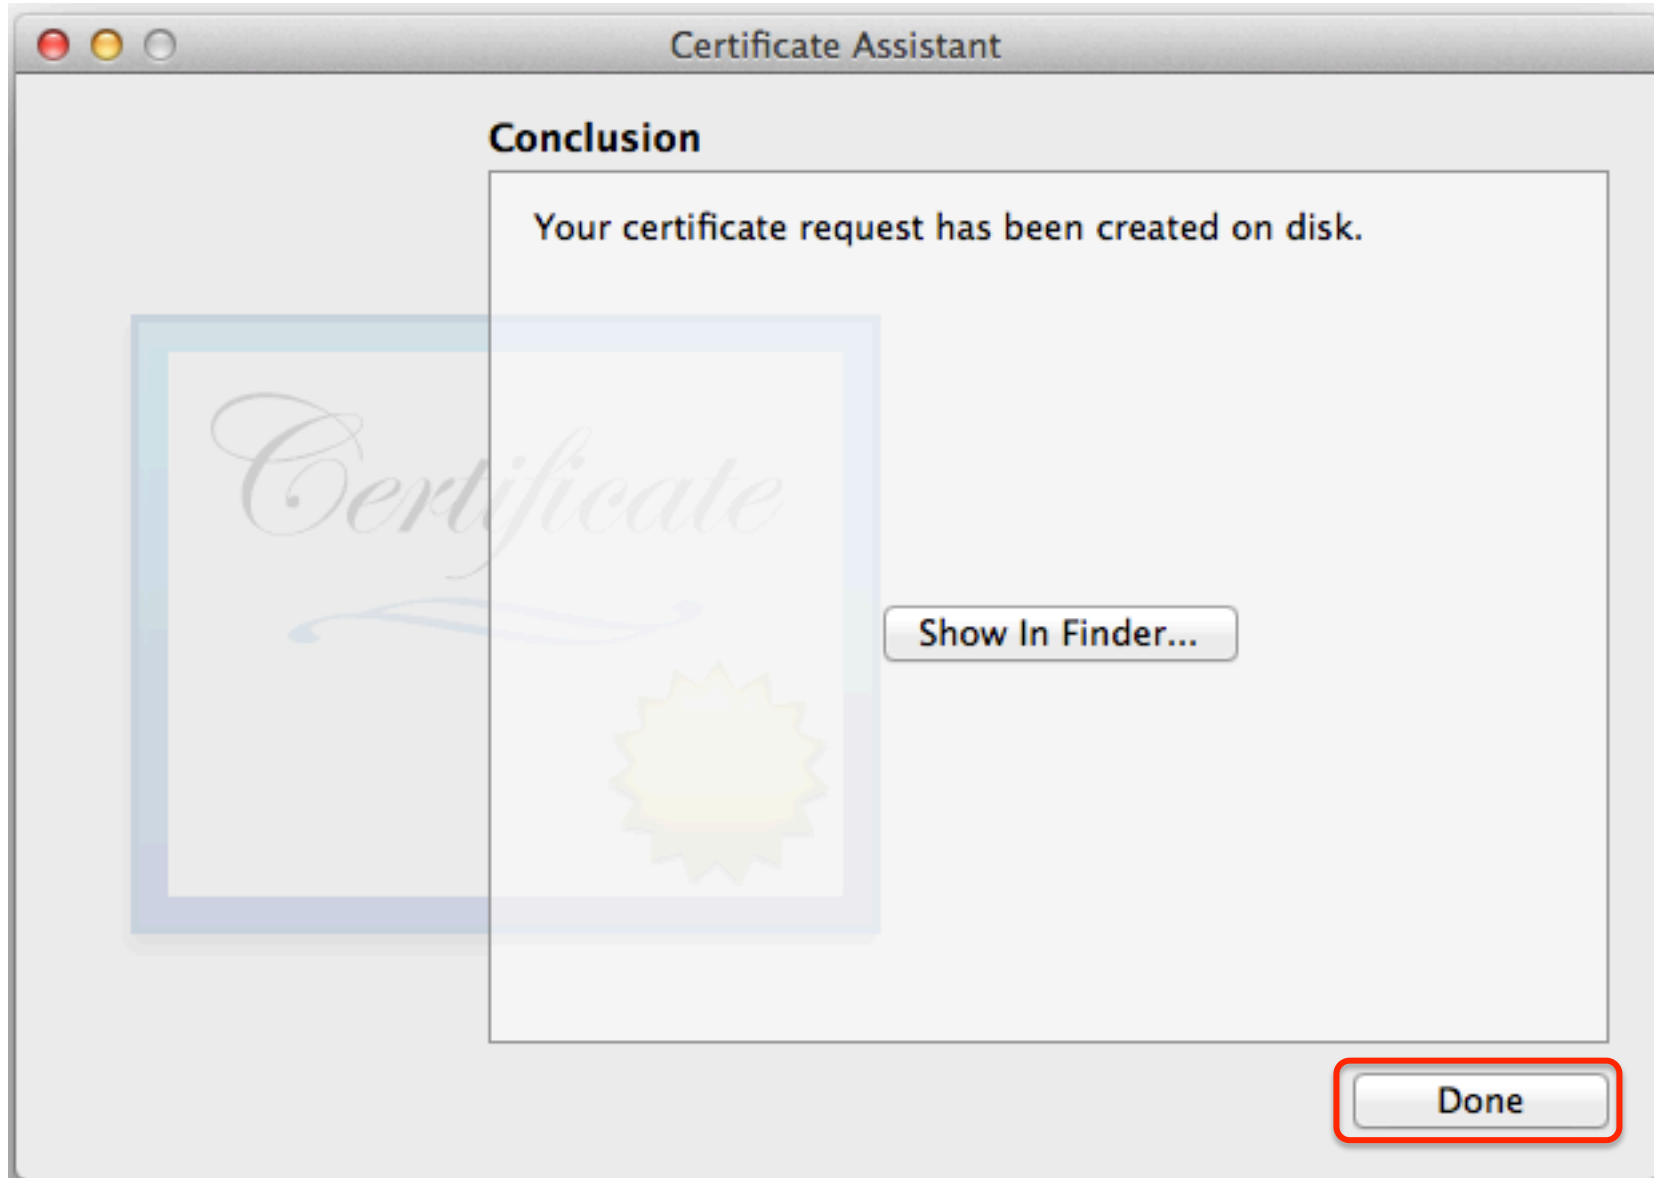 Certificate Assistant
Conclusion
Your certificate request has been created on disk.
Certificate
Show In Finder...
Done